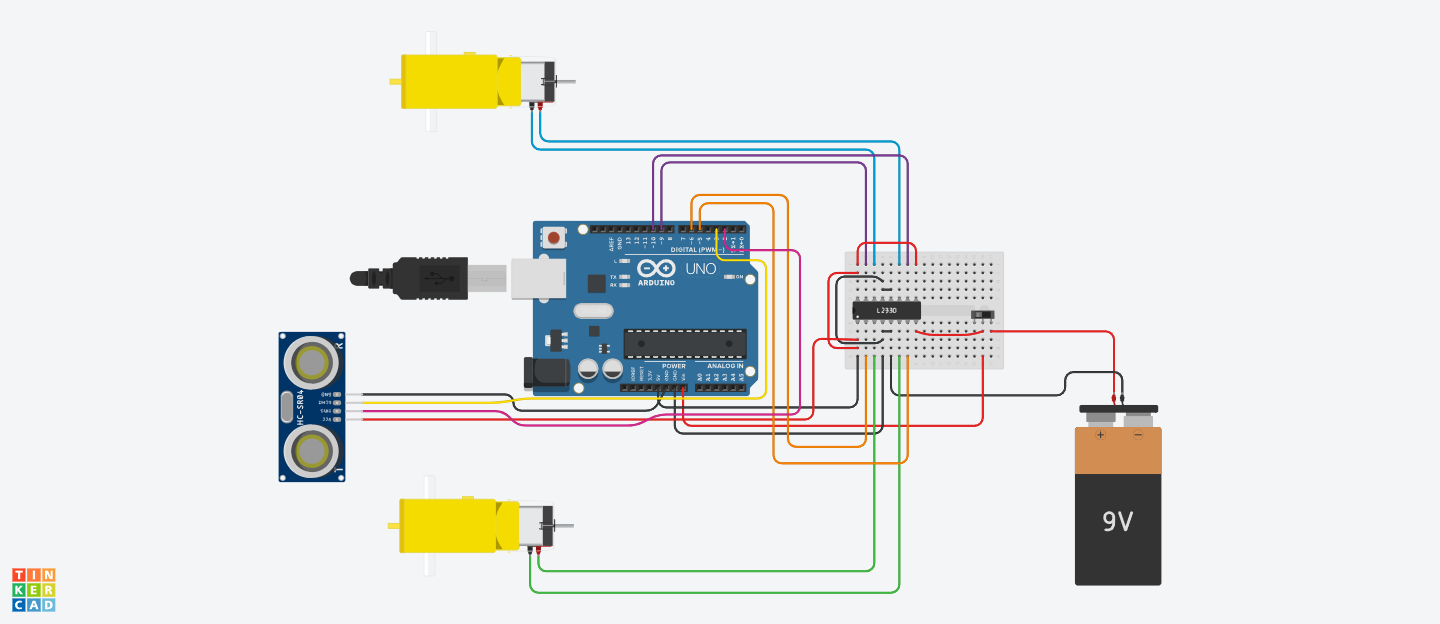 AREF
GND
13
12
~11
~10
~9
8
7
~6
~5
4
2
TX→1
RX←0
DIGITAL (PWM~)
L
TX
RX
UNO
ON
ARDUINO
L293D
HC-SR04
GND
ECHO
TRIG
VCC
R
T
POWER
ANALOG IN
IOREF
RESET
3.3V
5V
GND
GND
Vin
A0
A1
A2
A3
A4
A5
+
−
9V
TIN
KER
CAD